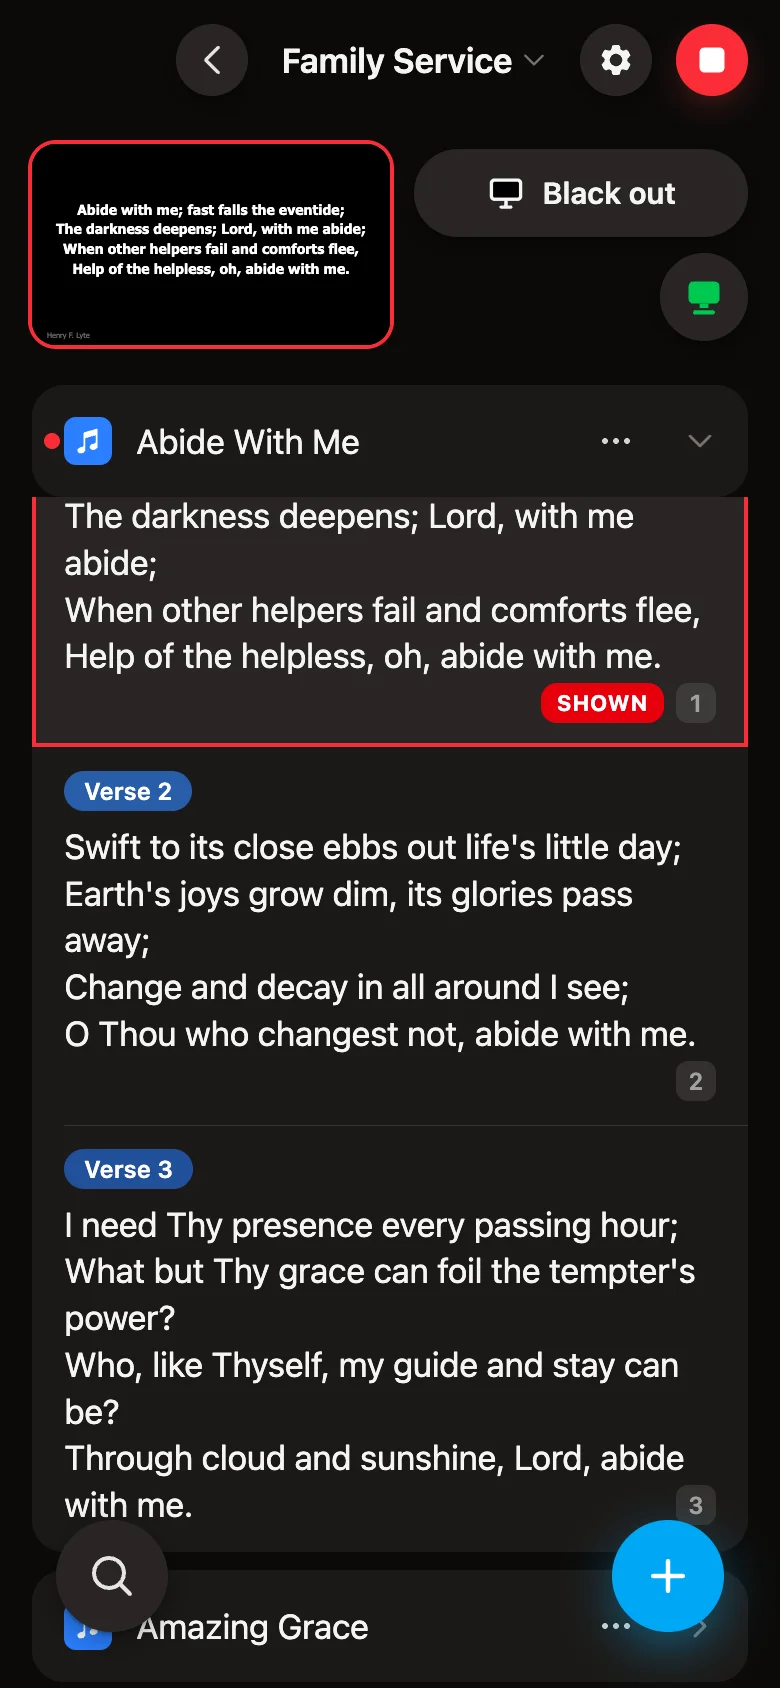 Family Service
Abide with me; fast falls the eventide;
The darkness deepens; Lord, with me abide;
When other helpers fail and comforts flee,
Help of the helpless, oh, abide with me.
Henry F. Lyte
Black out
Abide With Me
The darkness deepens; Lord, with me
abide;
When other helpers fail and comforts flee,
Help of the helpless, oh, abide with me.
SHOWN 1
Verse 2
Swift to its close ebbs out life's little day;
Earth's joys grow dim, its glories pass
away;
Change and decay in all around I see;
O Thou who changest not, abide with me.
2
Verse 3
I need Thy presence every passing hour;
What but Thy grace can foil the tempter's
power?
Who, like Thyself, my guide and stay can
be?
Through cloud and sunshine, Lord, abide
with me.
3
Amazing Grace